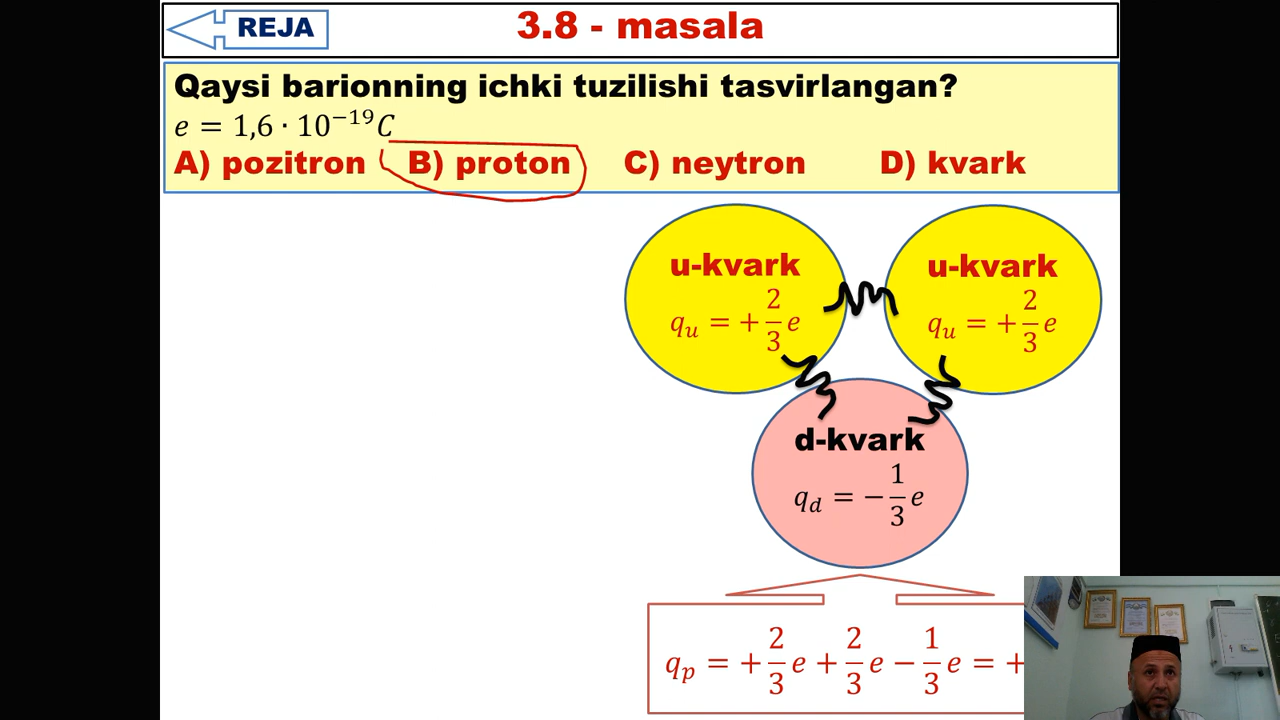 REJA
3.8 - masala
Qaysi barionning ichki tuzilishi tasvirlangan?
e = 1,6 · 10⁻¹⁹C
A) pozitron B) proton C) neytron D) kvark
u-kvark
q_u = +2/3 e
u-kvark
q_u = +2/3 e
d-kvark
q_d = −1/3 e
q_p = +2/3 e + 2/3 e − 1/3 e = +